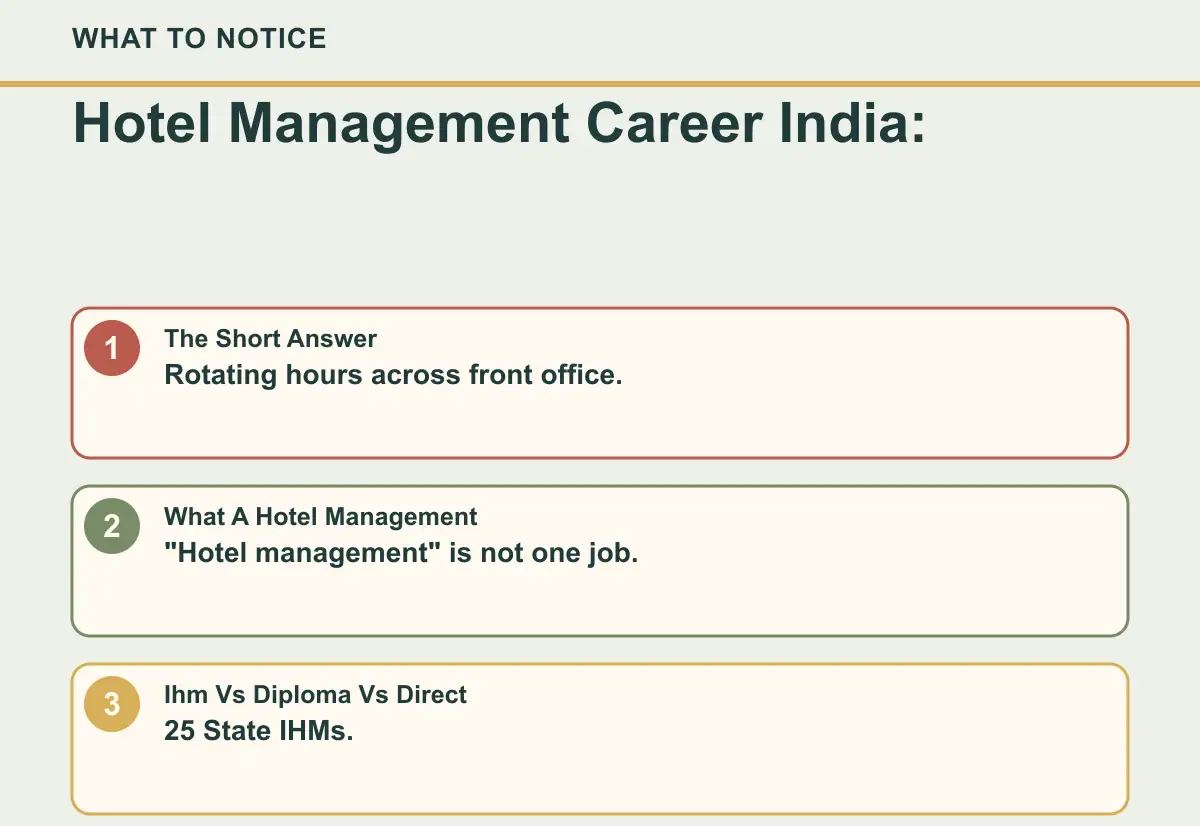 WHAT TO NOTICE
Hotel Management Career India:
1
The Short Answer
Rotating hours across front office.
2
What A Hotel Management
"Hotel management" is not one job.
3
Ihm Vs Diploma Vs Direct
25 State IHMs.